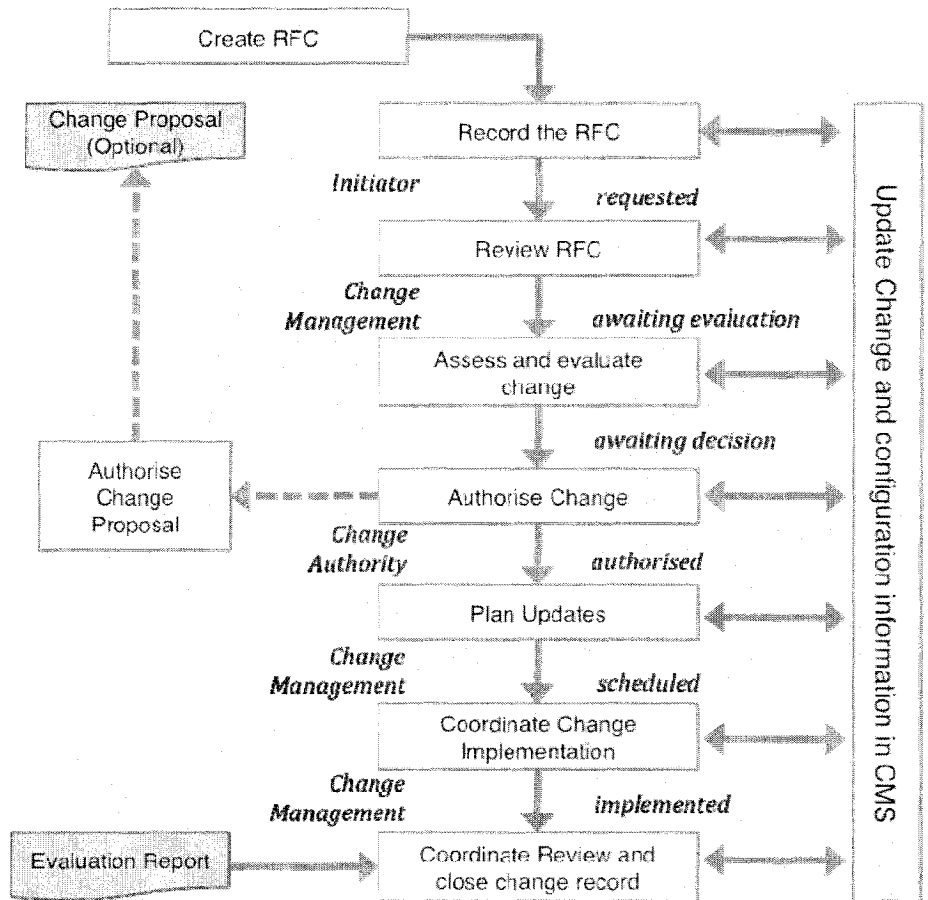 Create RFC
Change Proposal
(Optional)
Record the RFC
Initiator
requested
Review RFC
Change
Management
awaiting evaluation
Assess and evaluate
change
awaiting decision
Authorise
Change
Proposal
Authorise Change
Change
Authority
authorised
Plan Updates
Change
Management
scheduled
Coordinate Change
Implementation
Change
Management
implemented
Evaluation Report
Coordinate Review and
close change record
Update Change and configuration information in CMS